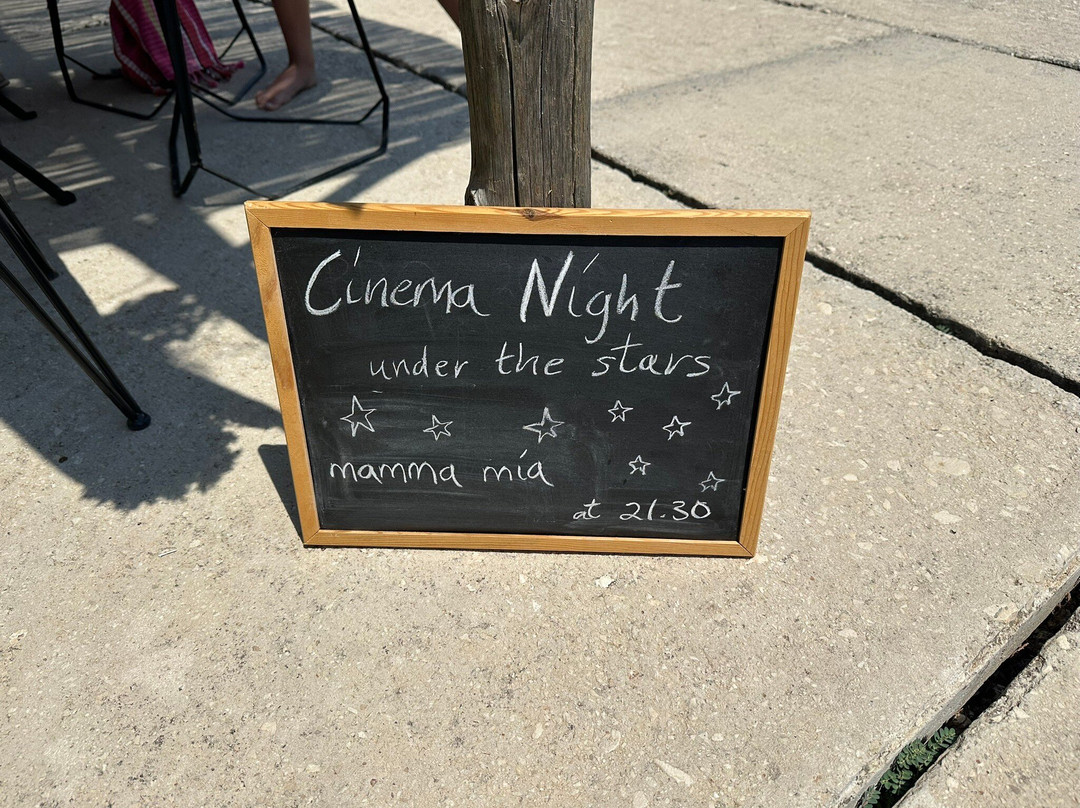 Cinema Night
under the stars
mamma mia
at 21.30